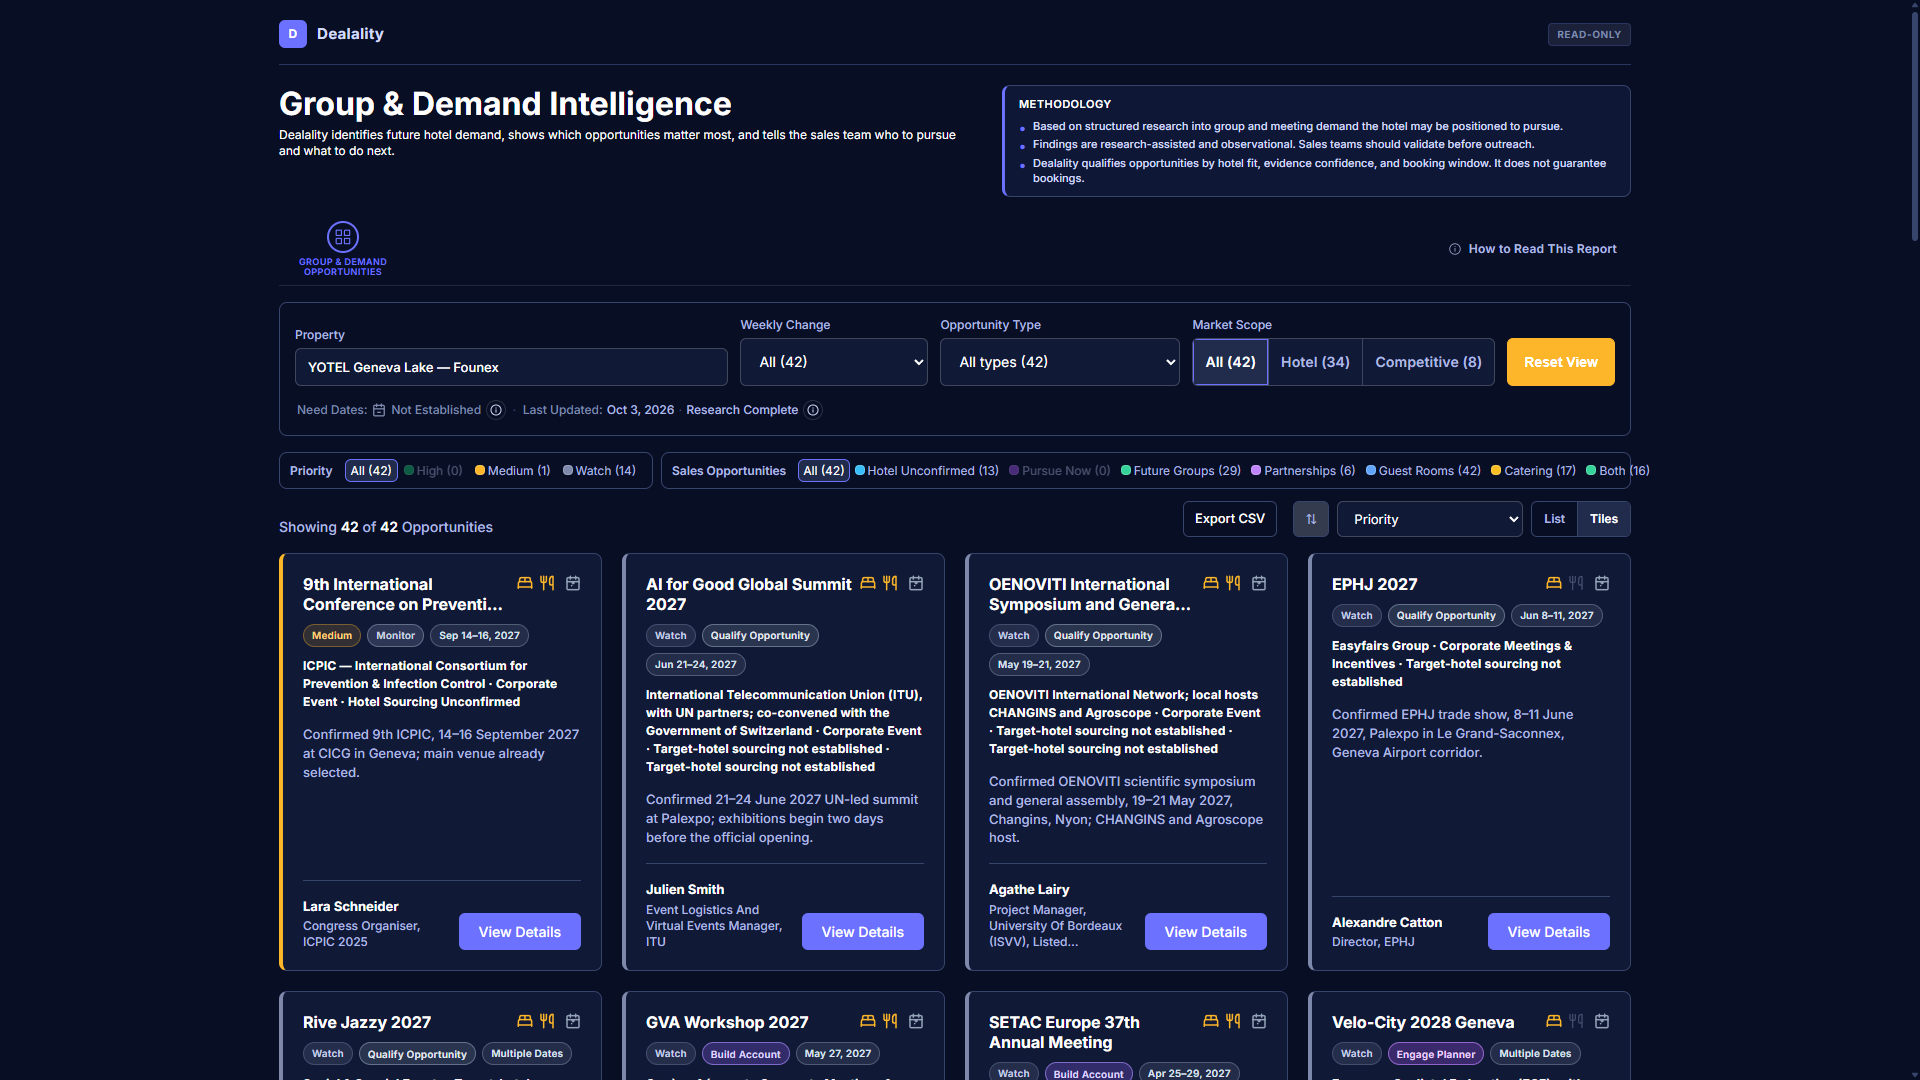 D Dealality
READ-ONLY
Group & Demand Intelligence
Dealality identifies future hotel demand, shows which opportunities matter most, and tells the sales team who to pursue
and what to do next.
METHODOLOGY
Based on structured research into group and meeting demand the hotel may be positioned to pursue.
Findings are research-assisted and observational. Sales teams should validate before outreach.
Dealality qualifies opportunities by hotel fit, evidence confidence, and booking window. It does not guarantee
bookings.
GROUP & DEMAND
OPPORTUNITIES
How to Read This Report
Property
YOTEL Geneva Lake — Founex
Weekly Change
All (42)
Opportunity Type
All types (42)
Market Scope
All (42) Hotel (34) Competitive (8)
Reset View
Need Dates: Not Established · Last Updated: Oct 3, 2026 · Research Complete
Priority All (42) High (0) Medium (1) Watch (14)
Sales Opportunities All (42) Hotel Unconfirmed (13) Pursue Now (0) Future Groups (29) Partnerships (6) Guest Rooms (42) Catering (17) Both (16)
Showing 42 of 42 Opportunities
Export CSV
Priority
List Tiles
9th International
Conference on Preventi...
Medium Monitor Sep 14–16, 2027
ICPIC — International Consortium for
Prevention & Infection Control · Corporate
Event · Hotel Sourcing Unconfirmed
Confirmed 9th ICPIC, 14–16 September 2027
at CICG in Geneva; main venue already
selected.
Lara Schneider
Congress Organiser,
ICPIC 2025
View Details
AI for Good Global Summit
2027
Watch Qualify Opportunity
Jun 21–24, 2027
International Telecommunication Union (ITU),
with UN partners; co-convened with the
Government of Switzerland · Corporate Event
· Target-hotel sourcing not established ·
Target-hotel sourcing not established
Confirmed 21–24 June 2027 UN-led summit
at Palexpo; exhibitions begin two days
before the official opening.
Julien Smith
Event Logistics And
Virtual Events Manager,
ITU
View Details
OENOVITI International
Symposium and Genera...
Watch Qualify Opportunity
May 19–21, 2027
OENOVITI International Network; local hosts
CHANGINS and Agroscope · Corporate Event
· Target-hotel sourcing not established ·
Target-hotel sourcing not established
Confirmed OENOVITI scientific symposium
and general assembly, 19–21 May 2027,
Changins, Nyon; CHANGINS and Agroscope
host.
Agathe Lairy
Project Manager,
University Of Bordeaux
(ISVV), Listed...
View Details
EPHJ 2027
Watch Qualify Opportunity Jun 8–11, 2027
Easyfairs Group · Corporate Meetings &
Incentives · Target-hotel sourcing not
established
Confirmed EPHJ trade show, 8–11 June
2027, Palexpo in Le Grand-Saconnex,
Geneva Airport corridor.
Alexandre Catton
Director, EPHJ
View Details
Rive Jazzy 2027
Watch Qualify Opportunity Multiple Dates
GVA Workshop 2027
Watch Build Account May 27, 2027
SETAC Europe 37th
Annual Meeting
Watch Build Account Apr 25–29, 2027
Velo-City 2028 Geneva
Watch Engage Planner Multiple Dates